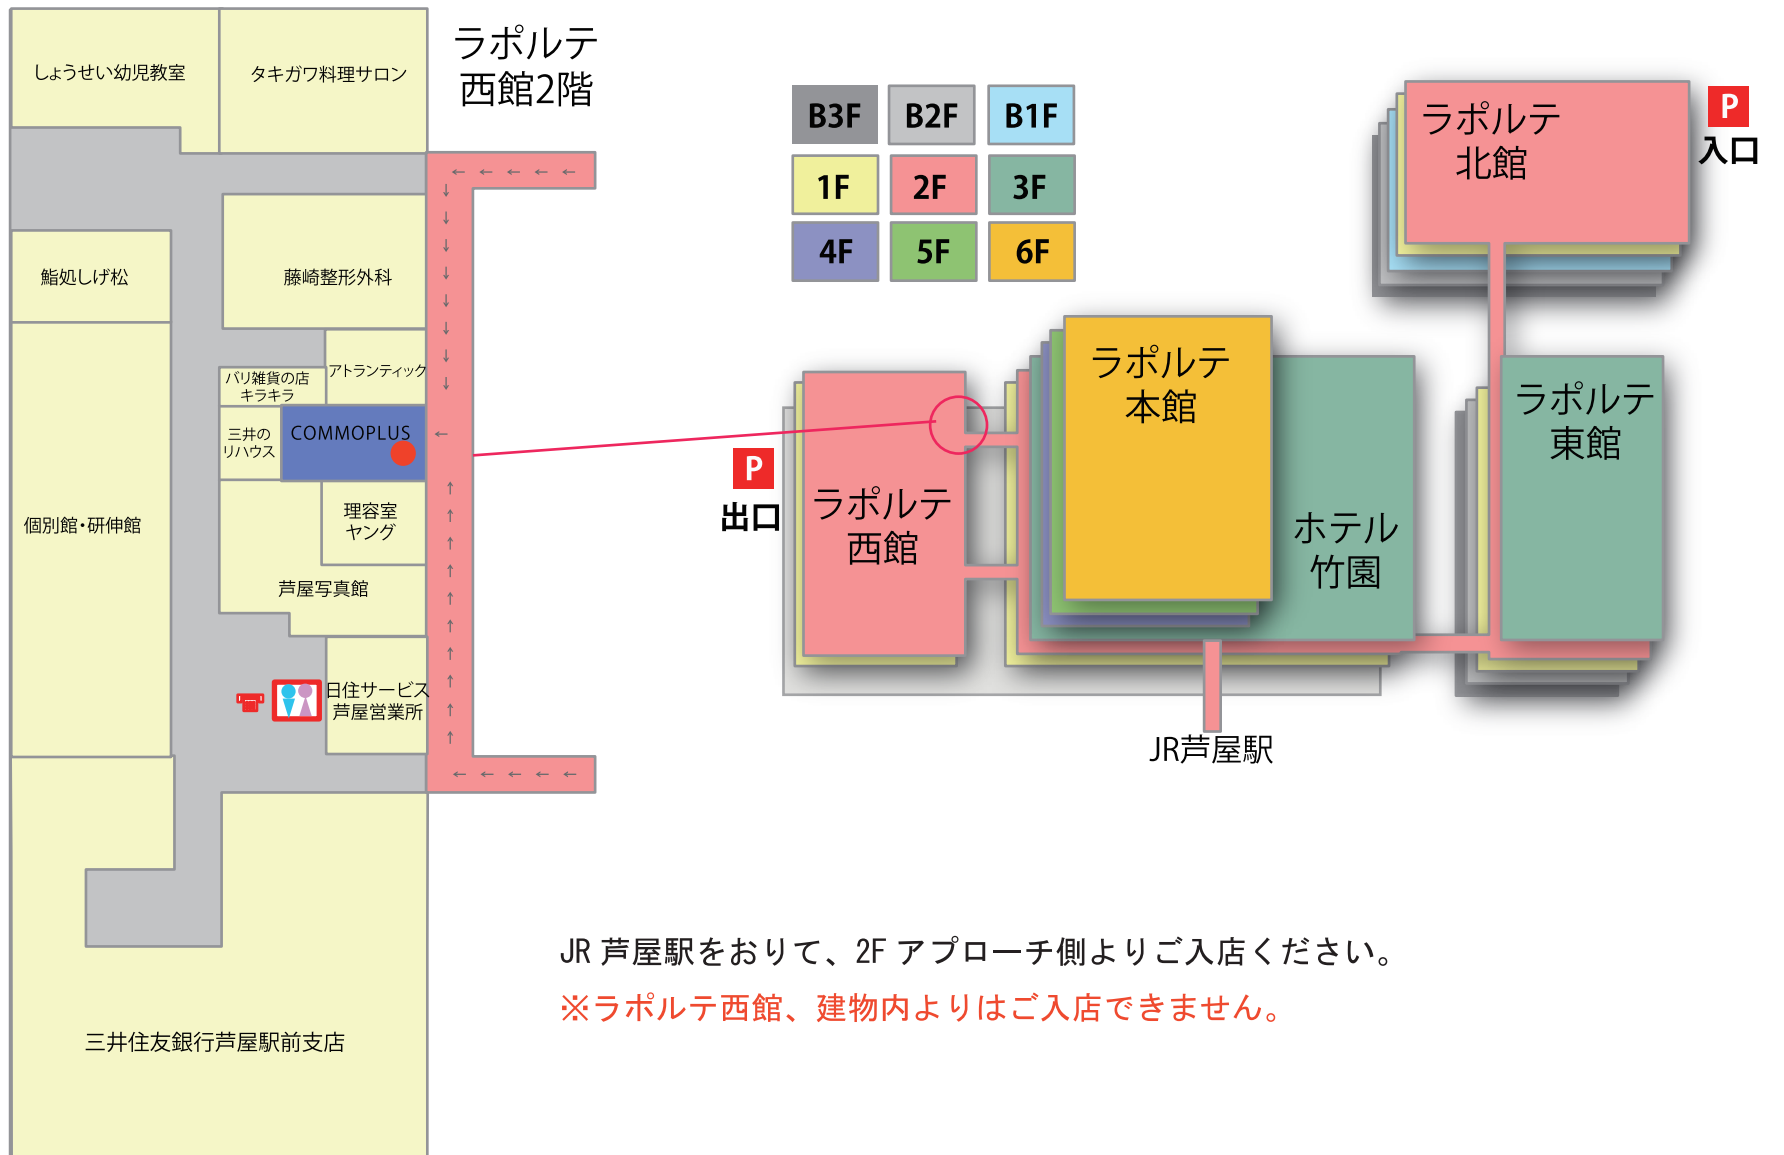 ラポルテ
西館2階
しょうせい幼児教室
タキガワ料理サロン
鮨処しげ松
藤崎整形外科
アトランティック
バリ雑貨の店
キラキラ
三井の
リハウス
COMMOPLUS
個別館・研伸館
理容室
ヤング
芦屋写真館
日住サービス
芦屋営業所
三井住友銀行芦屋駅前支店
B3F
B2F
B1F
1F
2F
3F
4F
5F
6F
ラポルテ
北館
P
入口
ラポルテ
本館
ラポルテ
東館
P
出口
ラポルテ
西館
ホテル
竹園
JR芦屋駅
JR 芦屋駅をおりて、2F アプローチ側よりご入店ください。
※ラポルテ西館、建物内よりはご入店できません。